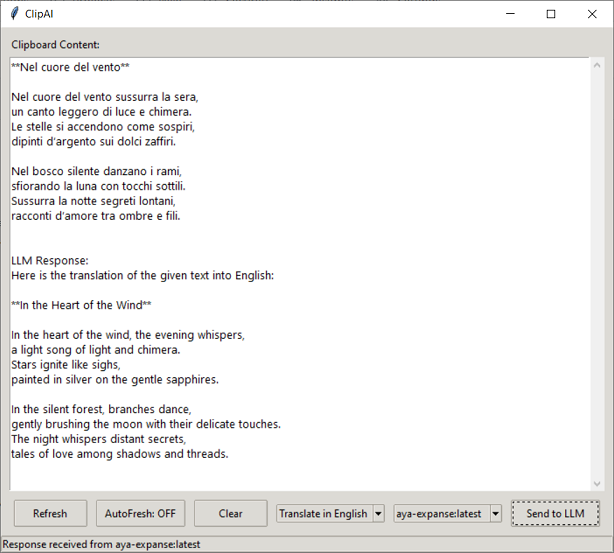 ClipAI
Clipboard Content:
**Nel cuore del vento**
Nel cuore del vento sussurra la sera,
un canto leggero di luce e chimera.
Le stelle si accendono come sospiri,
dipinti d'argento sui dolci zaffiri.
Nel bosco silente danzano i rami,
sfiorando la luna con tocchi sottili.
Sussurra la notte segreti lontani,
racconti d'amore tra ombre e fili.
LLM Response:
Here is the translation of the given text into English:
**In the Heart of the Wind**
In the heart of the wind, the evening whispers,
a light song of light and chimera.
Stars ignite like sighs,
painted in silver on the gentle sapphires.
In the silent forest, branches dance,
gently brushing the moon with their delicate touches.
The night whispers distant secrets,
tales of love among shadows and threads.
Refresh AutoFresh: OFF Clear Translate in English aya-expanse:latest Send to LLM
Response received from aya-expanse:latest